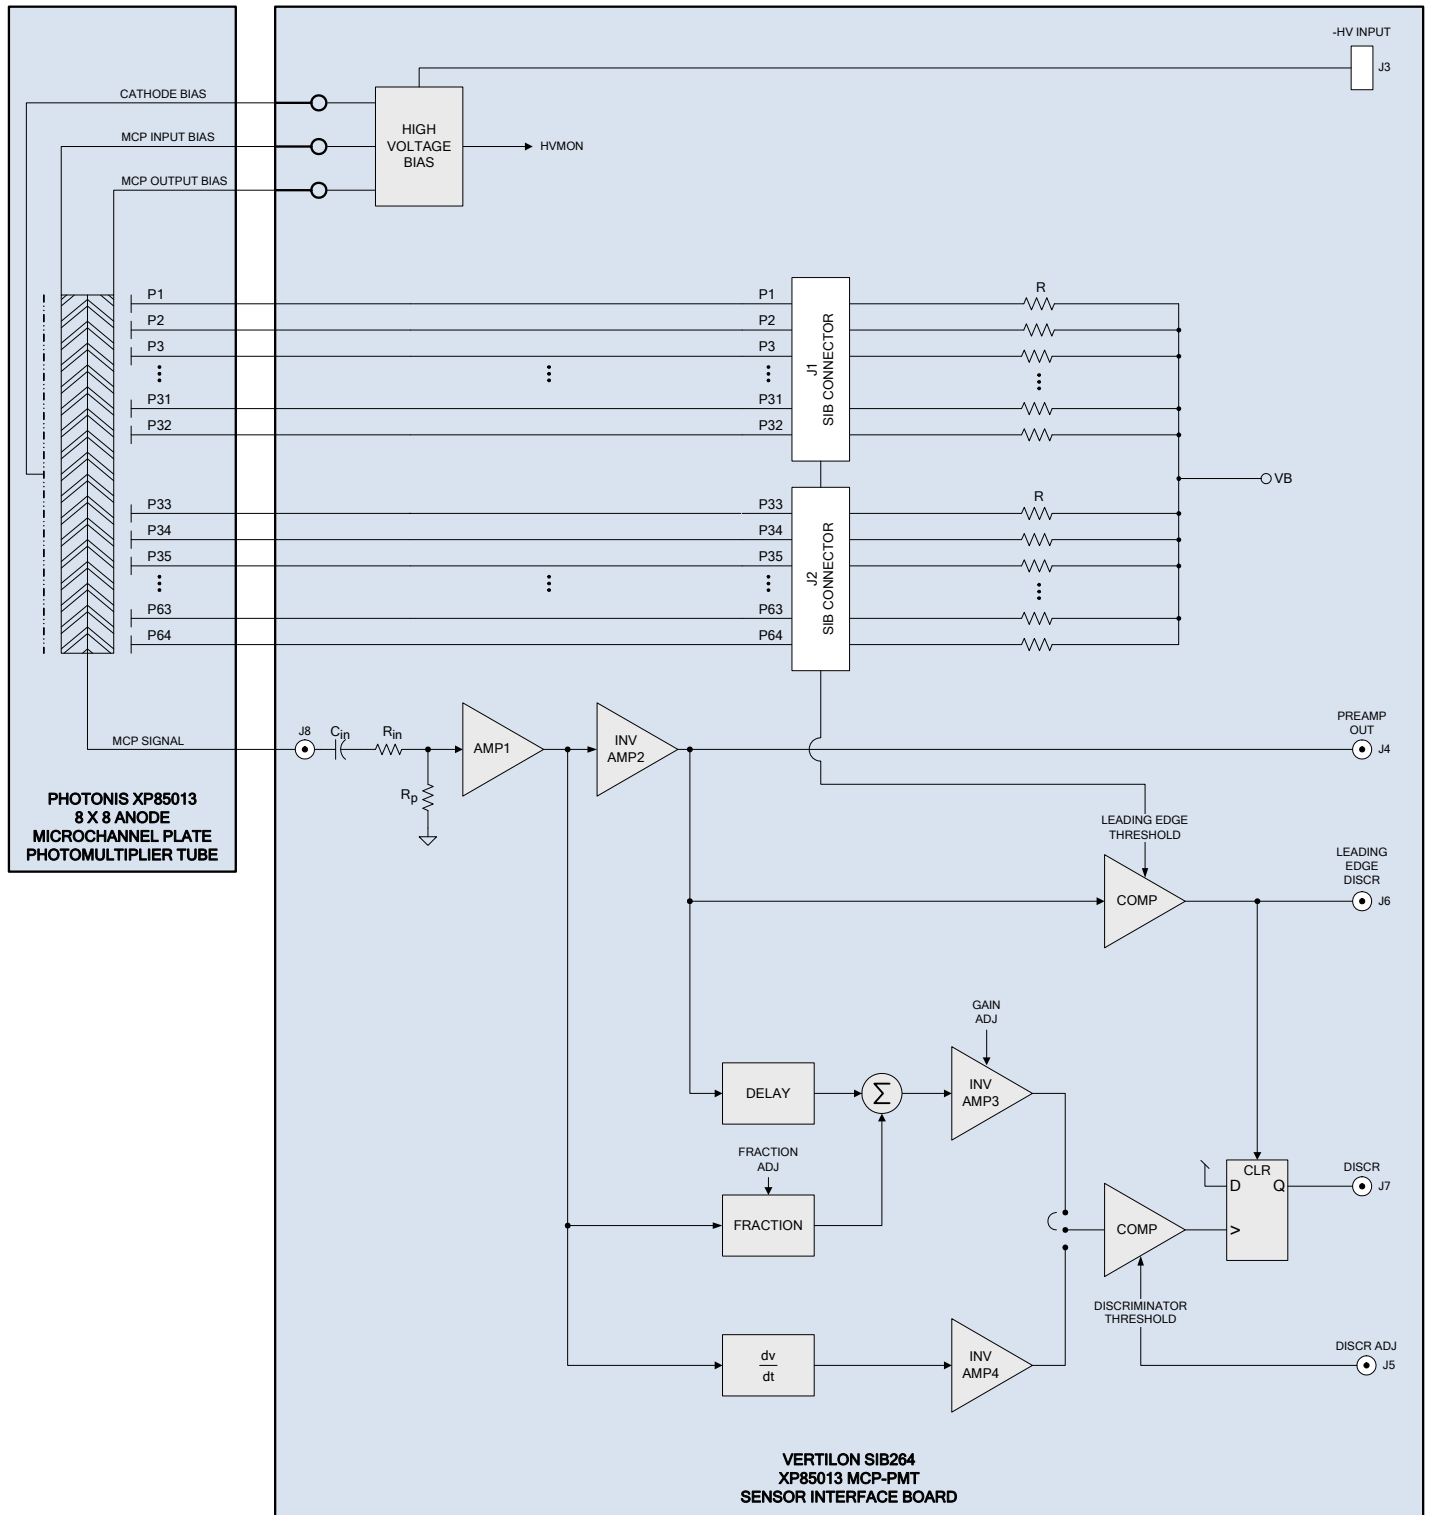 -HV INPUT
J3
CATHODE BIAS
MCP INPUT BIAS
MCP OUTPUT BIAS
HIGH
VOLTAGE
BIAS
HVMON
P1
P2
P3
P31
P32
P33
P34
P35
P63
P64
P1
P2
P3
P31
P32
J1
SIB CONNECTOR
R
P33
P34
P35
P63
P64
J2
SIB CONNECTOR
R
VB
MCP SIGNAL
J8
Cin
Rin
Rp
AMP1
INV
AMP2
PREAMP
OUT
J4
PHOTONIS XP85013
8 X 8 ANODE
MICROCHANNEL PLATE
PHOTOMULTIPLIER TUBE
LEADING EDGE
THRESHOLD
COMP
LEADING
EDGE
DISCR
J6
GAIN
ADJ
DELAY
Σ
INV
AMP3
FRACTION
ADJ
FRACTION
COMP
CLR
D
Q
>
DISCR
J7
DISCRIMINATOR
THRESHOLD
dv
dt
INV
AMP4
DISCR ADJ
J5
VERTILON SIB264
XP85013 MCP-PMT
SENSOR INTERFACE BOARD